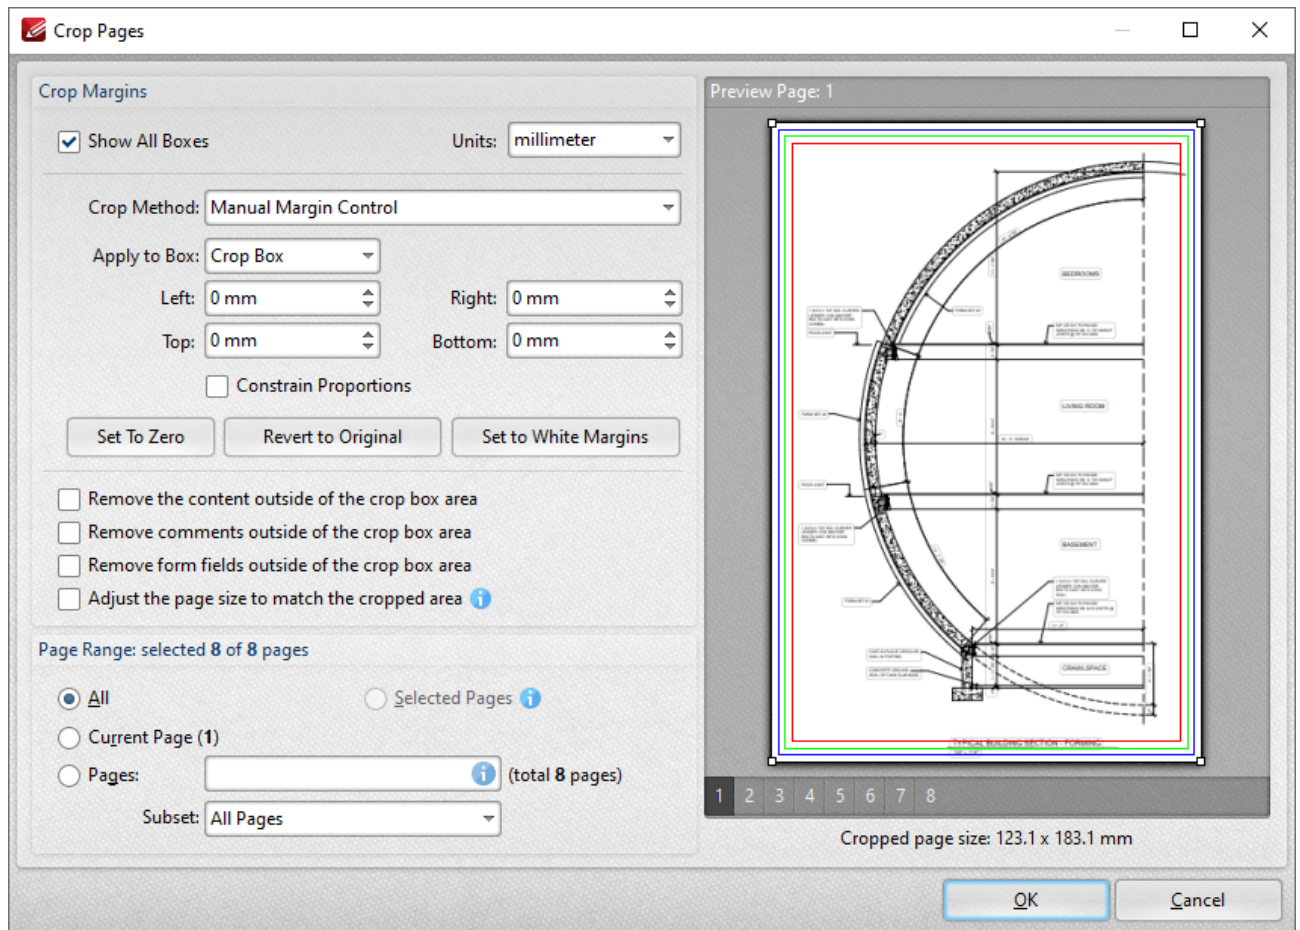 Crop Pages
Crop Margins
Show All Boxes
Units: millimeter
Crop Method: Manual Margin Control
Apply to Box: Crop Box
Left: 0 mm
Right: 0 mm
Top: 0 mm
Bottom: 0 mm
Constrain Proportions
Set To Zero
Revert to Original
Set to White Margins
Remove the content outside of the crop box area
Remove comments outside of the crop box area
Remove form fields outside of the crop box area
Adjust the page size to match the cropped area
Page Range: selected 8 of 8 pages
All
Selected Pages
Current Page (1)
Pages:
(total 8 pages)
Subset: All Pages
Preview Page: 1
BEDROOMS
LIVING ROOM
BASEMENT
CRAWLSPACE
TYPICAL BUILDING SECTION - FORMING
1 2 3 4 5 6 7 8
Cropped page size: 123.1 x 183.1 mm
OK
Cancel